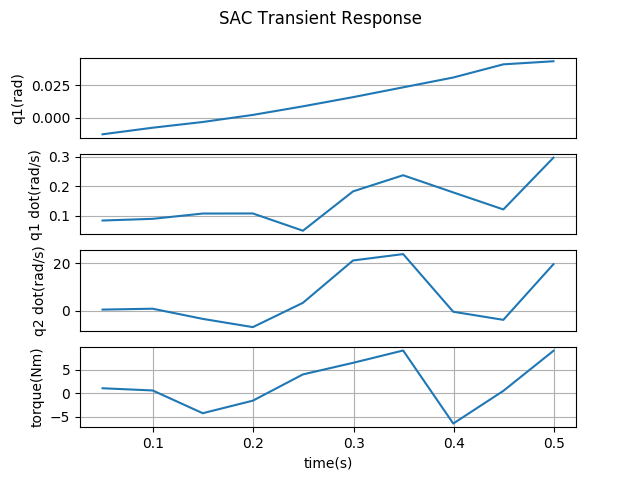 SAC Transient Response
q1(rad)
0.025
0.000
q1 dot(rad/s)
0.3
0.2
0.1
q2 dot(rad/s)
20
0
torque(Nm)
5
0
−5
0.1 0.2 0.3 0.4 0.5
time(s)